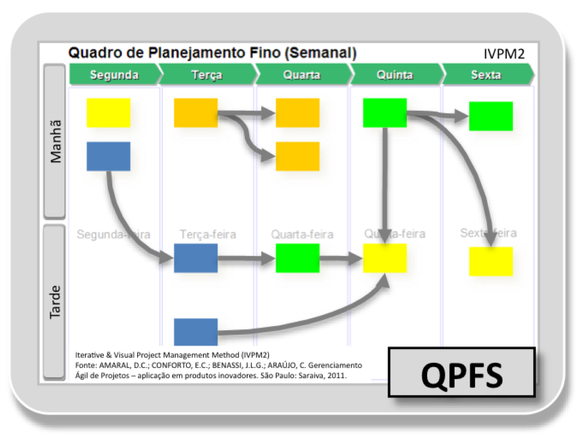 Quadro de Planejamento Fino (Semanal)
IVPM2
Segunda
Terça
Quarta
Quinta
Sexta
Manhã
Segunda-feira
Terça-feira
Quarta-feira
Quinta-feira
Sexta-feira
Tarde
Iterative & Visual Project Management Method (IVPM2)
Fonte: AMARAL, D.C.; CONFORTO, E.C.; BENASSI, J.L.G.; ARAÚJO, C. Gerenciamento
Ágil de Projetos – aplicação em produtos inovadores. São Paulo: Saraiva, 2011.
QPFS